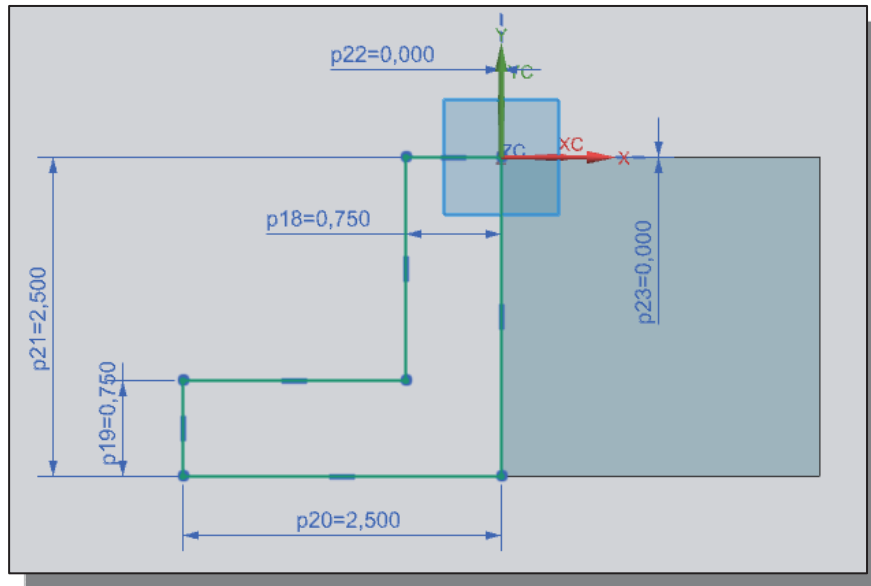 Y
p22=0,000
YC
ZC
XC
X
p18=0,750
p23=0,000
p21=2,500
p19=0,750
p20=2,500